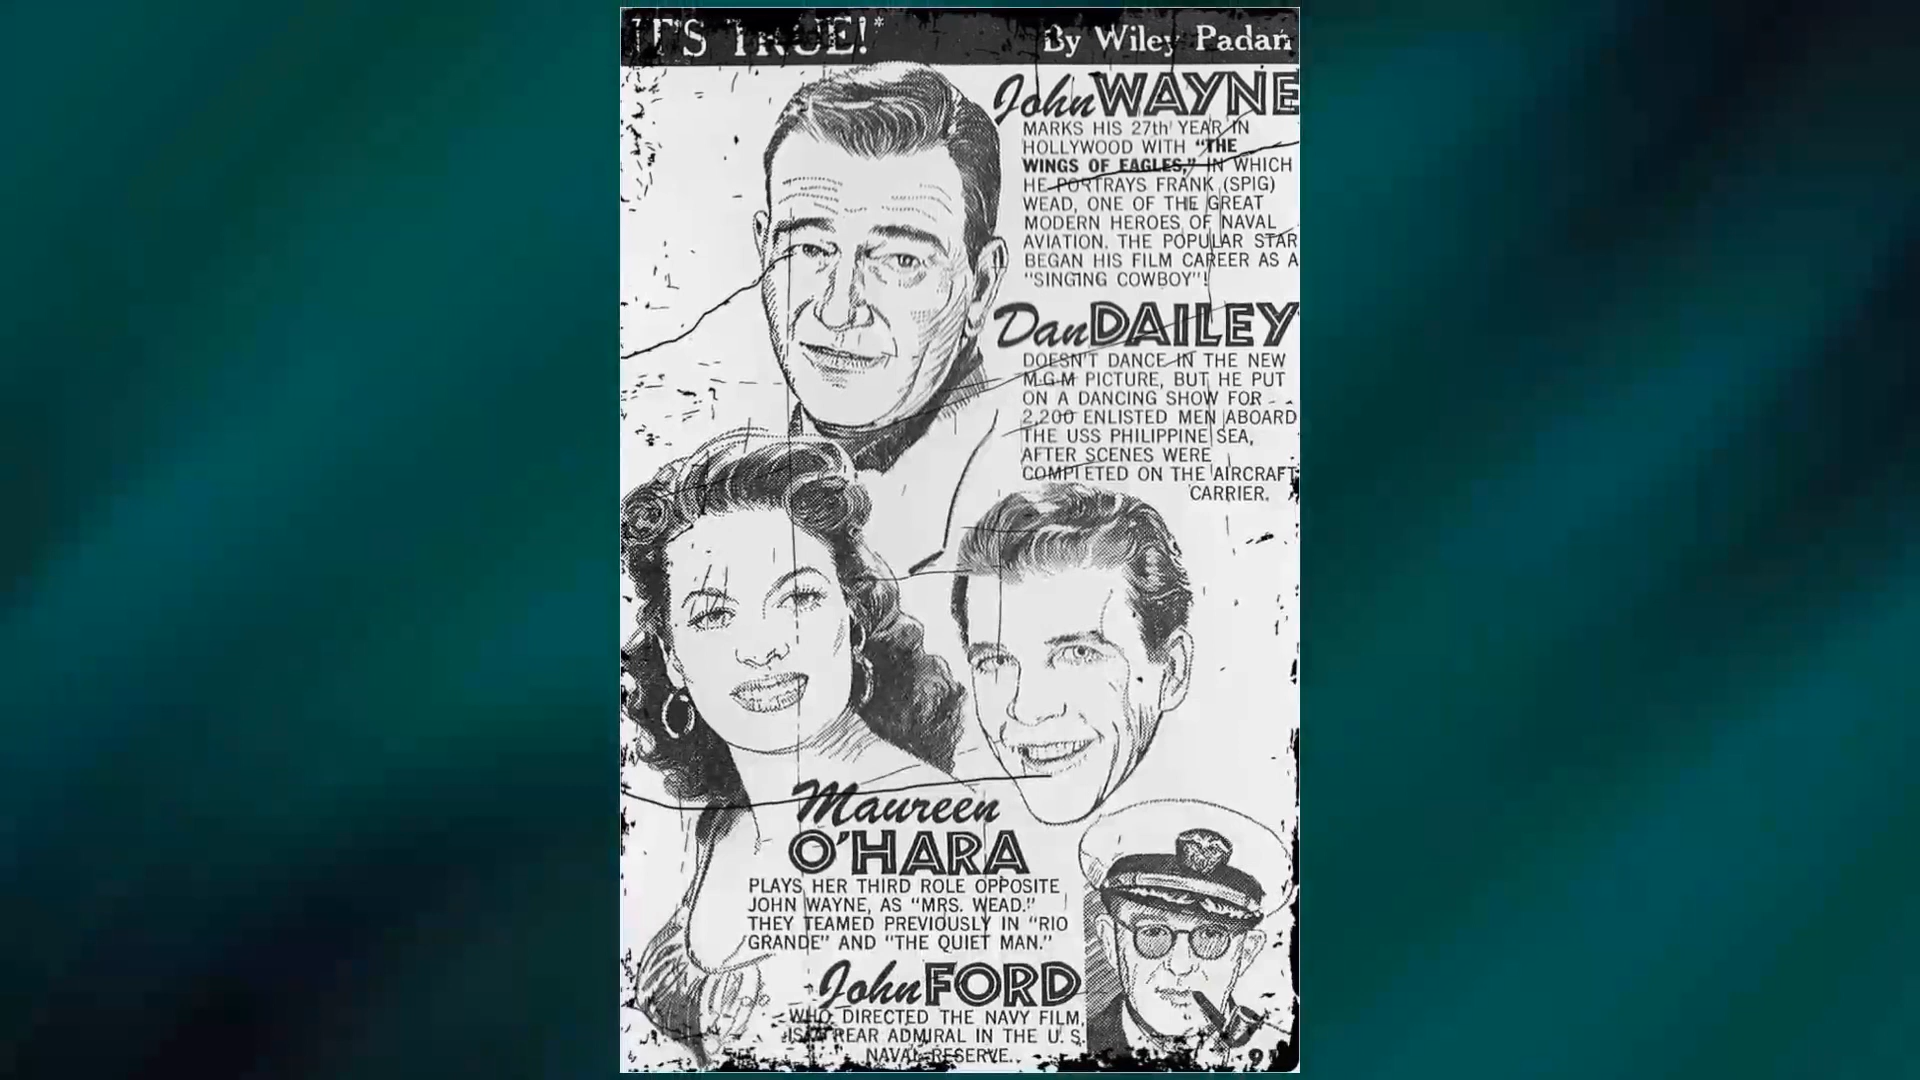 IT'S TRUE!*
By Wiley Padan
John WAYNE
MARKS HIS 27th YEAR IN
HOLLYWOOD WITH "THE
WINGS OF EAGLES," IN WHICH
HE PORTRAYS FRANK (SPIG)
WEAD, ONE OF THE GREAT
MODERN HEROES OF NAVAL
AVIATION. THE POPULAR STAR
BEGAN HIS FILM CAREER AS A
"SINGING COWBOY"!
Dan DAILEY
DOESN'T DANCE IN THE NEW
M-G-M PICTURE, BUT HE PUT
ON A DANCING SHOW FOR
2,200 ENLISTED MEN ABOARD
THE USS PHILIPPINE SEA,
AFTER SCENES WERE
COMPLETED ON THE AIRCRAFT
CARRIER.
Maureen
O'HARA
PLAYS HER THIRD ROLE OPPOSITE
JOHN WAYNE, AS "MRS. WEAD."
THEY TEAMED PREVIOUSLY IN "RIO
GRANDE" AND "THE QUIET MAN."
John FORD
WHO DIRECTED THE NAVY FILM,
IS A REAR ADMIRAL IN THE U. S.
NAVAL RESERVE.